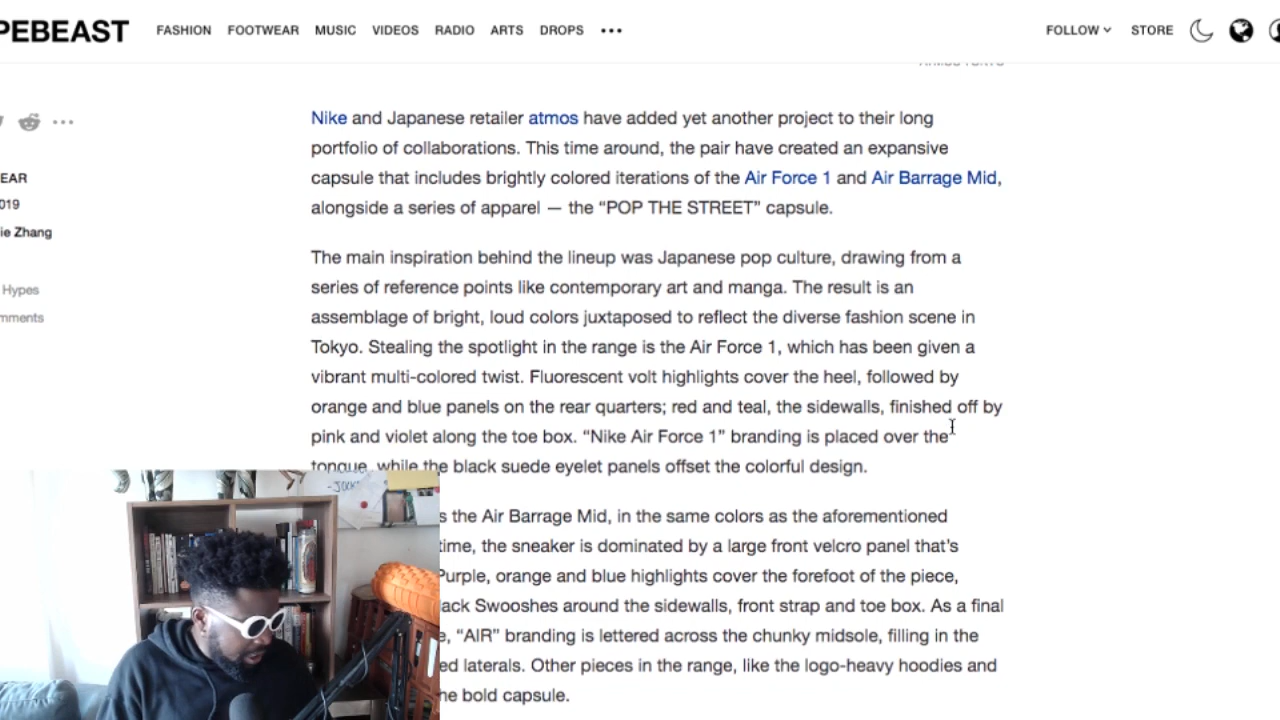 PEBEAST FASHION FOOTWEAR MUSIC VIDEOS RADIO ARTS DROPS FOLLOW STORE
Nike and Japanese retailer atmos have added yet another project to their long
portfolio of collaborations. This time around, the pair have created an expansive
EAR
capsule that includes brightly colored iterations of the Air Force 1 and Air Barrage Mid,
019
alongside a series of apparel — the “POP THE STREET” capsule.
ie Zhang
The main inspiration behind the lineup was Japanese pop culture, drawing from a
Hypes
series of reference points like contemporary art and manga. The result is an
mments
assemblage of bright, loud colors juxtaposed to reflect the diverse fashion scene in
Tokyo. Stealing the spotlight in the range is the Air Force 1, which has been given a
vibrant multi-colored twist. Fluorescent volt highlights cover the heel, followed by
orange and blue panels on the rear quarters; red and teal, the sidewalls, finished off by
pink and violet along the toe box. “Nike Air Force 1” branding is placed over the
tongue, while the black suede eyelet panels offset the colorful design.
s the Air Barrage Mid, in the same colors as the aforementioned
time, the sneaker is dominated by a large front velcro panel that’s
Purple, orange and blue highlights cover the forefoot of the piece,
ack Swooshes around the sidewalls, front strap and toe box. As a final
e, “AIR” branding is lettered across the chunky midsole, filling in the
ed laterals. Other pieces in the range, like the logo-heavy hoodies and
he bold capsule.